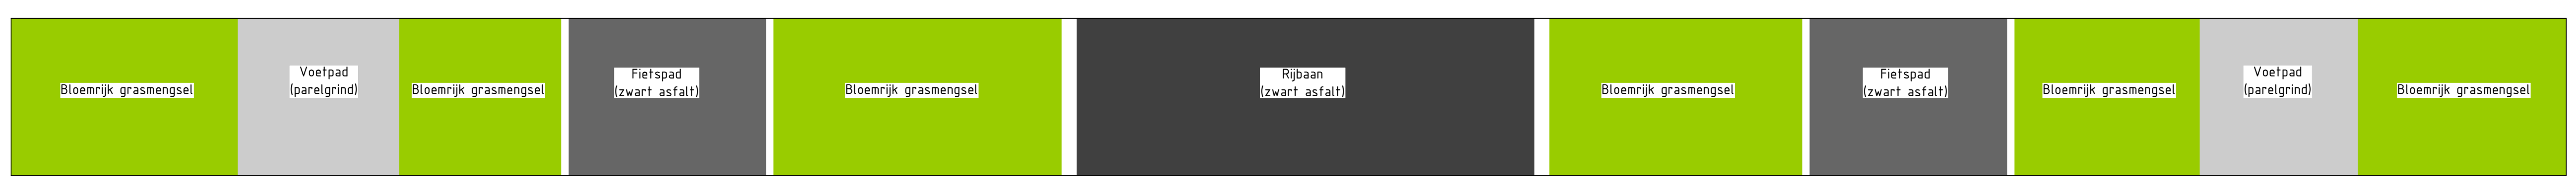 Bloemrijk grasmengsel
Voetpad
(parelgrind)
Bloemrijk grasmengsel
Fietspad
(zwart asfalt)
Bloemrijk grasmengsel
Rijbaan
(zwart asfalt)
Bloemrijk grasmengsel
Fietspad
(zwart asfalt)
Bloemrijk grasmengsel
Voetpad
(parelgrind)
Bloemrijk grasmengsel